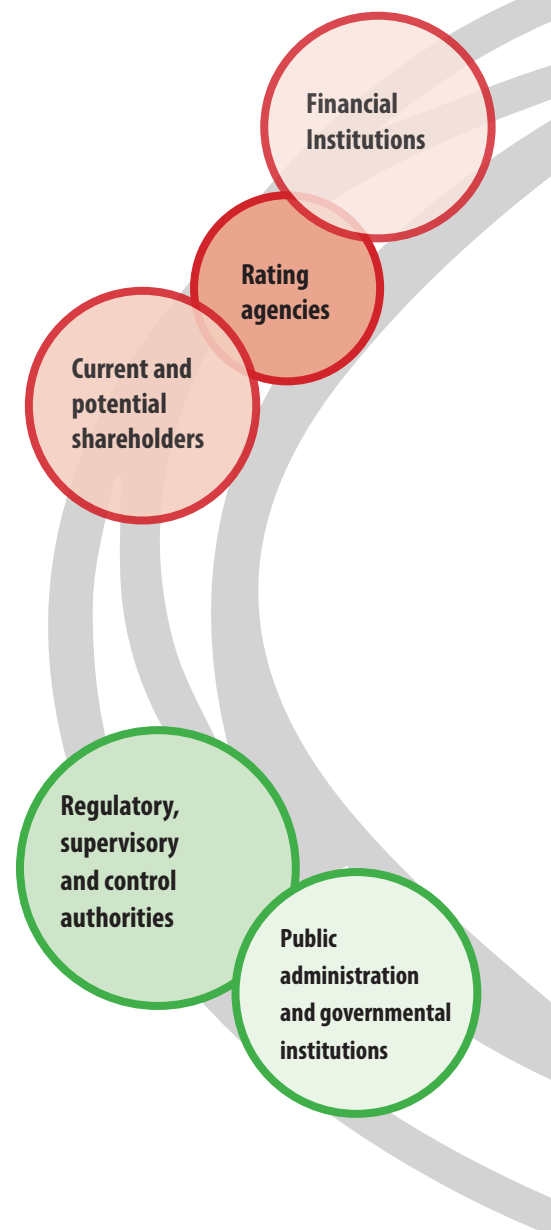 Financial
Institutions
Rating
agencies
Current and
potential
shareholders
Regulatory,
supervisory
and control
authorities
Public
administration
and governmental
institutions